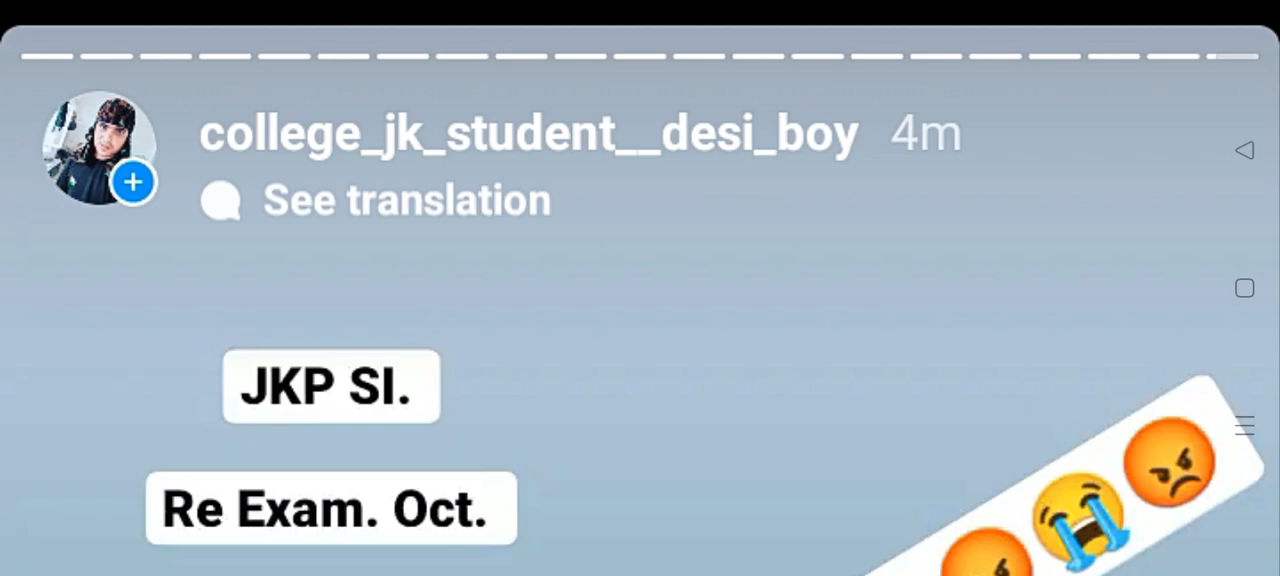 college_jk_student__desi_boy 4m
See translation
JKP SI.
Re Exam. Oct.